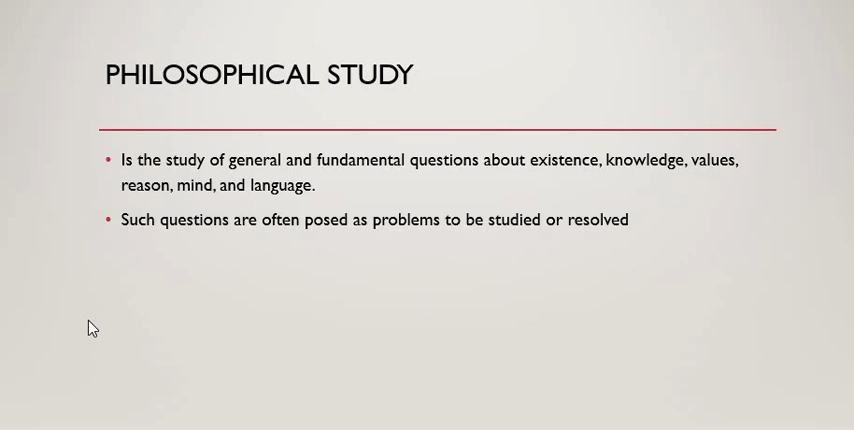 PHILOSOPHICAL STUDY
• Is the study of general and fundamental questions about existence, knowledge, values,
reason, mind, and language.
• Such questions are often posed as problems to be studied or resolved